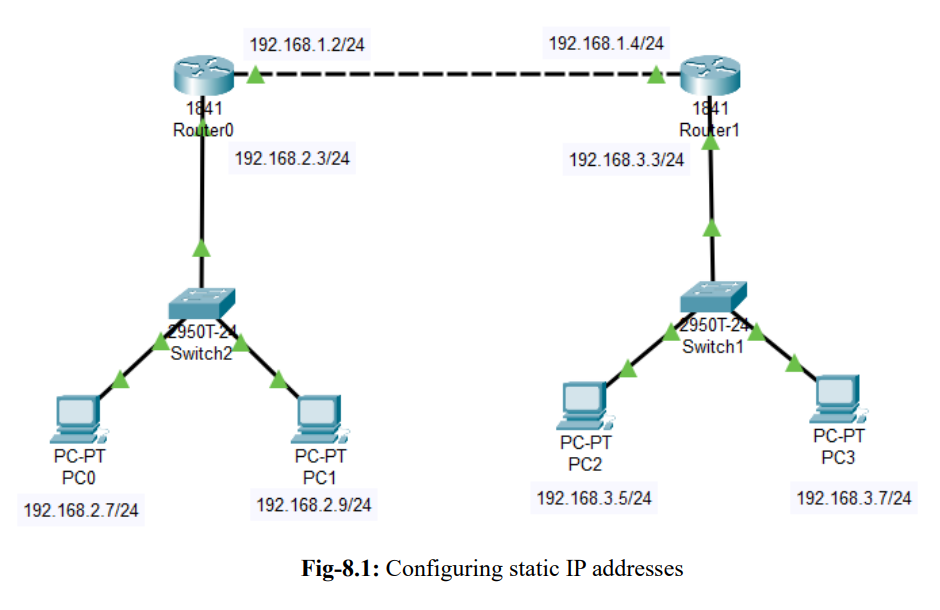 192.168.1.2/24
192.168.1.4/24
1841
Router0
1841
Router1
192.168.2.3/24
192.168.3.3/24
2950T-24
Switch2
2950T-24
Switch1
PC-PT
PC0
PC-PT
PC1
PC-PT
PC2
PC-PT
PC3
192.168.2.7/24
192.168.2.9/24
192.168.3.5/24
192.168.3.7/24
Fig-8.1: Configuring static IP addresses